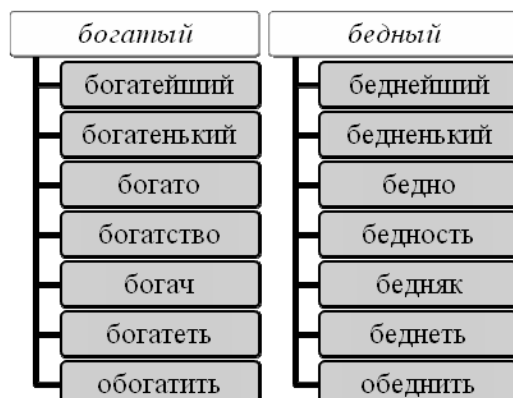 богатый
богатейший
богатенький
богато
богатство
богач
богатеть
обогатить
бедный
беднейший
бедненький
бедно
бедность
бедняк
беднеть
обеднить